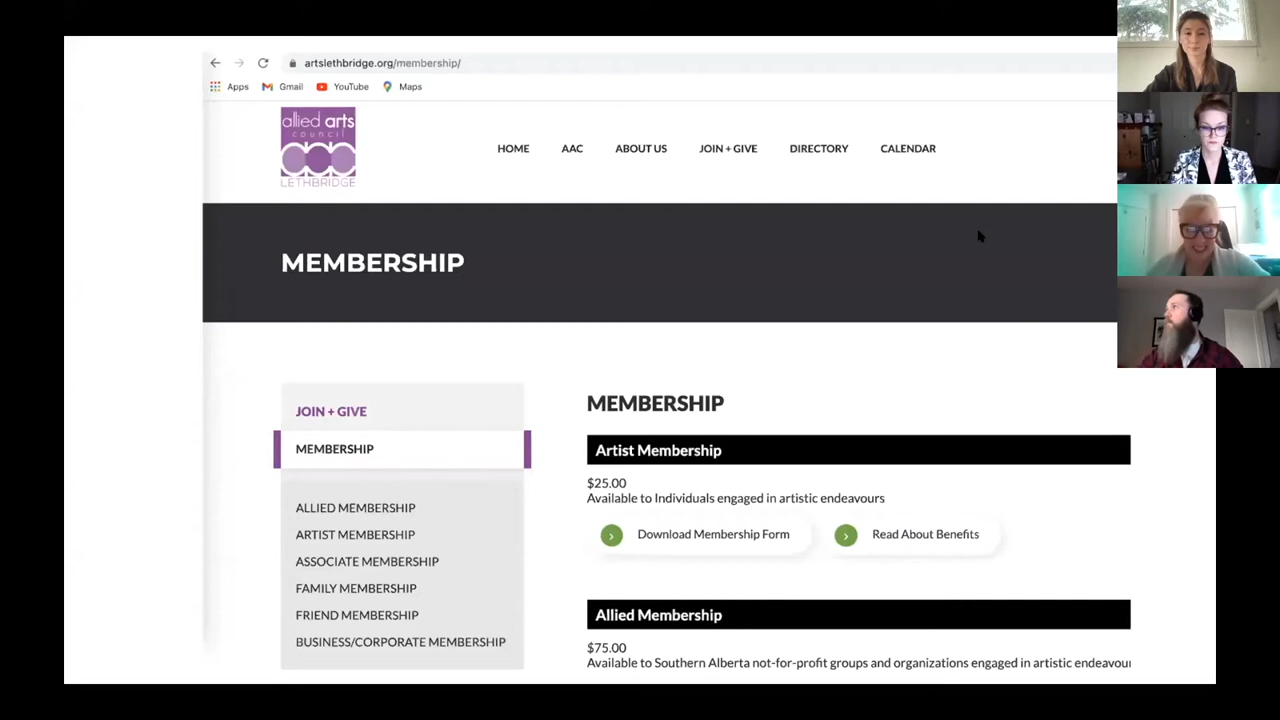 artslethbridge.org/membership/
Apps Gmail YouTube Maps
allied arts
council
aac
LETHBRIDGE
HOME AAC ABOUT US JOIN + GIVE DIRECTORY CALENDAR
MEMBERSHIP
JOIN + GIVE
MEMBERSHIP
ALLIED MEMBERSHIP
ARTIST MEMBERSHIP
ASSOCIATE MEMBERSHIP
FAMILY MEMBERSHIP
FRIEND MEMBERSHIP
BUSINESS/CORPORATE MEMBERSHIP
MEMBERSHIP
Artist Membership
$25.00
Available to Individuals engaged in artistic endeavours
Download Membership Form Read About Benefits
Allied Membership
$75.00
Available to Southern Alberta not-for-profit groups and organizations engaged in artistic endeavou